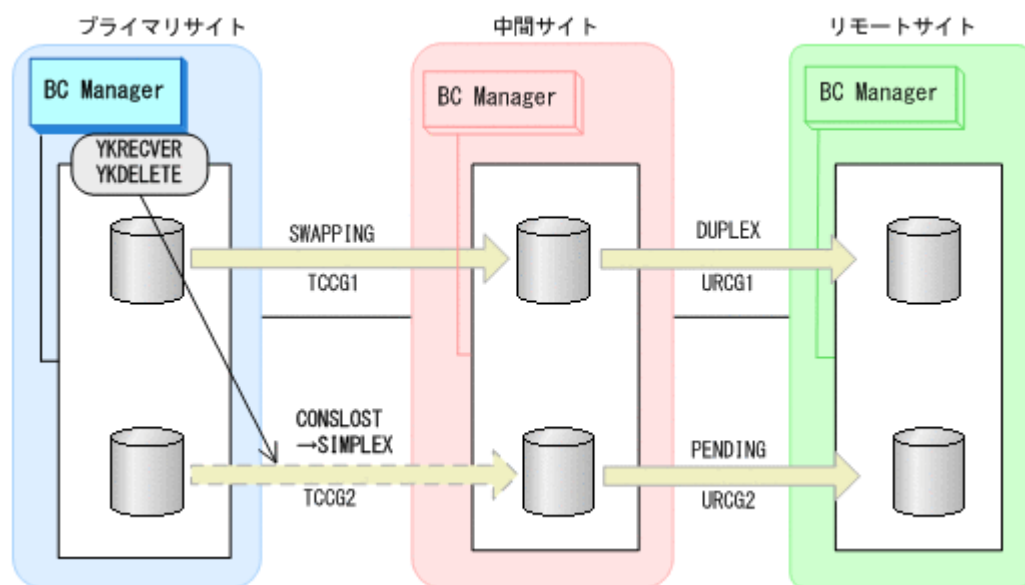 プライマリサイト
中間サイト
リモートサイト
BC Manager
BC Manager
BC Manager
YKRECVER
YKDELETE
SWAPPING
TCCG1
DUPLEX
URCG1
CONSLOST
→SIMPLEX
TCCG2
PENDING
URCG2